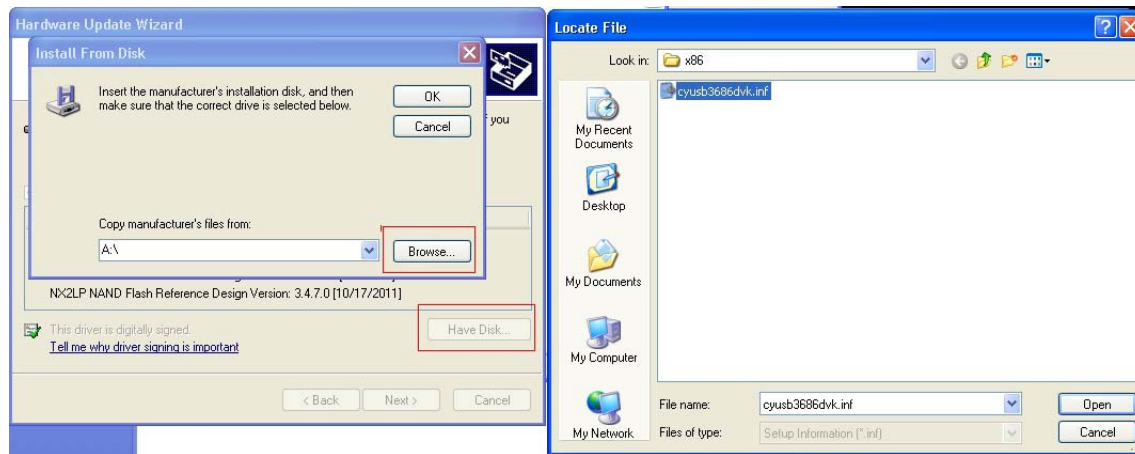 Hardware Update Wizard
Install From Disk
Insert the manufacturer's installation disk, and then
make sure that the correct drive is selected below.
OK
Cancel
you
Copy manufacturer's files from:
A:\
Browse...
NX2LP NAND Flash Reference Design Version: 3.4.7.0 [10/17/2011]
This driver is digitally signed.
Tell me why driver signing is important
Have Disk...
< Back
Next >
Cancel
Locate File
Look in:
x86
cyusb3686dvk.inf
My Recent
Documents
Desktop
My Documents
My Computer
My Network
File name:
cyusb3686dvk.inf
Open
Files of type:
Setup Information (*.inf)
Cancel